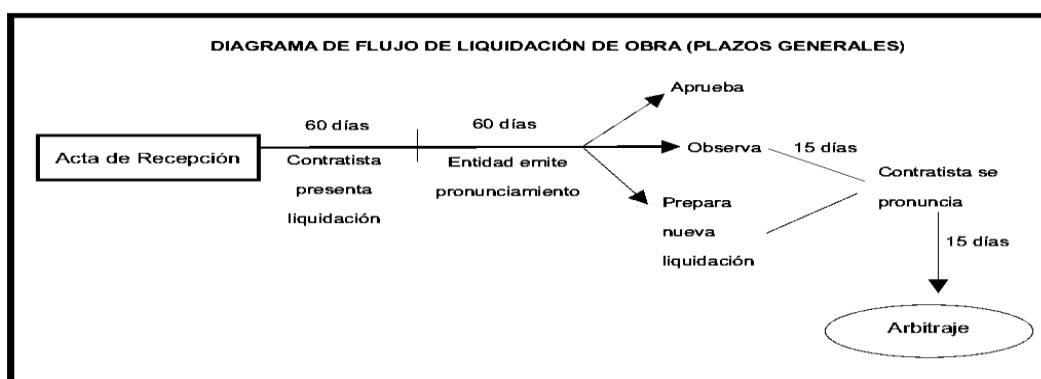 DIAGRAMA DE FLUJO DE LIQUIDACIÓN DE OBRA (PLAZOS GENERALES)
Acta de Recepción
60 días
Contratista
presenta
liquidación
60 días
Entidad emite
pronunciamiento
Aprueba
Observa
15 días
Prepara
nueva
liquidación
Contratista se
pronuncia
15 días
Arbitraje